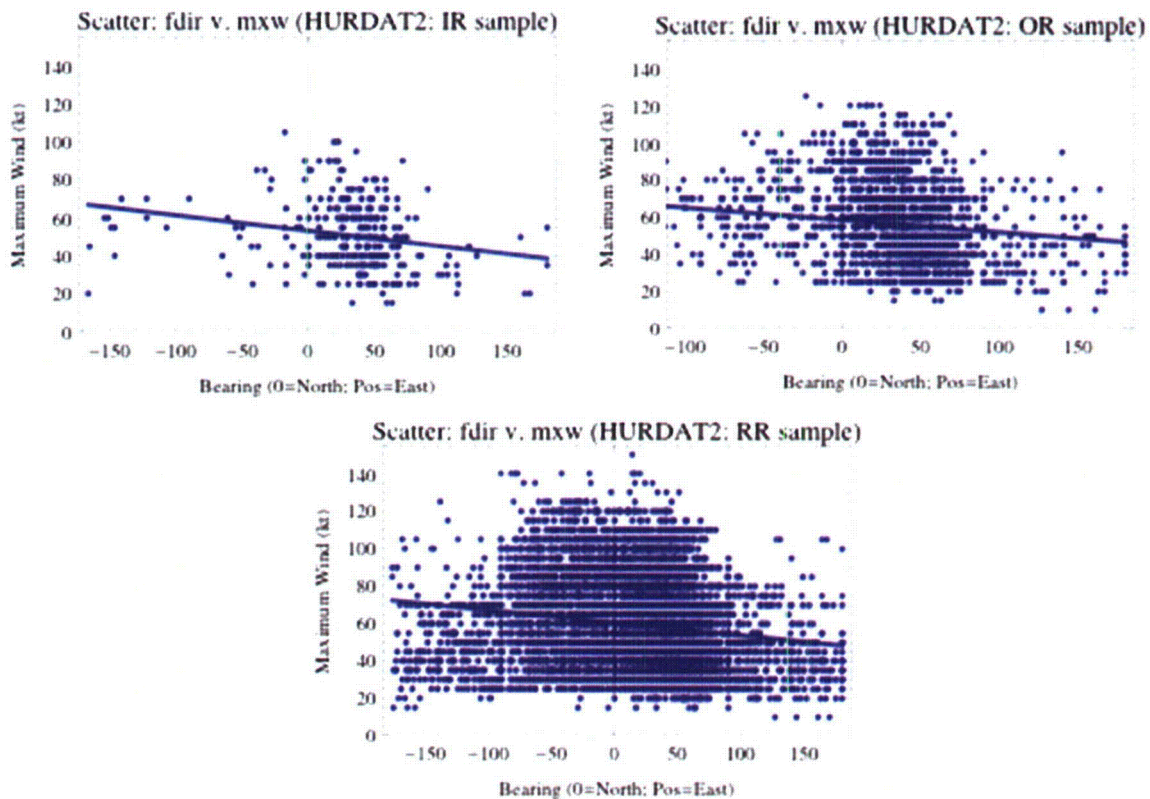 Scatter: fdir v. mxw (HURDAT2: IR sample)
140
120
100
80
60
40
20
0
Maximum Wind (kt)
−150 −100 −50 0 50 100 150
Bearing (0=North; Pos=East)
Scatter: fdir v. mxw (HURDAT2: OR sample)
140
120
100
80
60
40
20
0
Maximum Wind (kt)
−100 −50 0 50 100 150
Bearing (0=North; Pos=East)
Scatter: fdir v. mxw (HURDAT2: RR sample)
140
120
100
80
60
40
20
0
Maximum Wind (kt)
−150 −100 −50 0 50 100 150
Bearing (0=North; Pos=East)